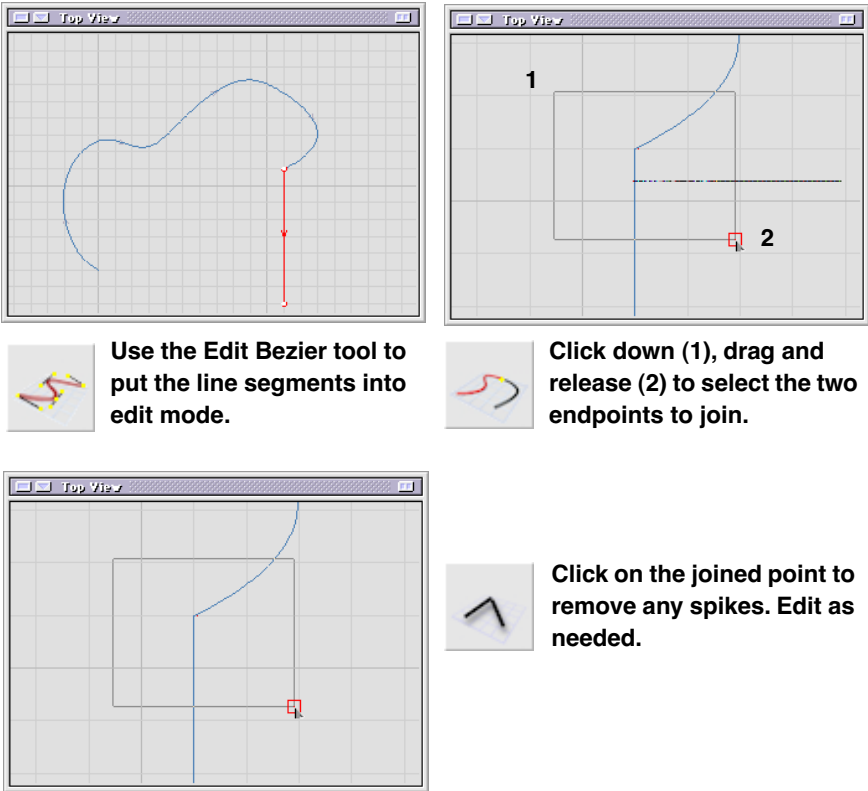 Top View
Top View
1
2
Use the Edit Bezier tool to
put the line segments into
edit mode.
Click down (1), drag and
release (2) to select the two
endpoints to join.
Top View
Click on the joined point to
remove any spikes. Edit as
needed.